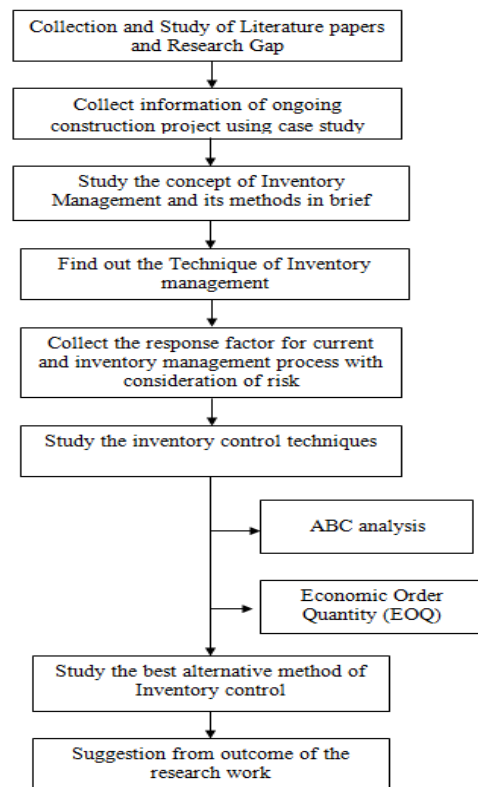 Collection and Study of Literature papers
and Research Gap
Collect information of ongoing
construction project using case study
Study the concept of Inventory
Management and its methods in brief
Find out the Technique of Inventory
management
Collect the response factor for current
and inventory management process with
consideration of risk
Study the inventory control techniques
ABC analysis
Economic Order
Quantity (EOQ)
Study the best alternative method of
Inventory control
Suggestion from outcome of the
research work